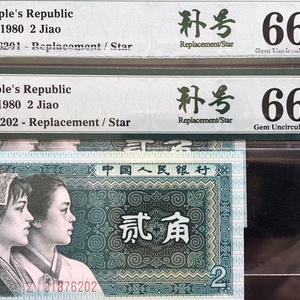 ple's Republic
1980 2 Jiao
291 - Replacement / Star
补号
Replacement/Star
66
Gem Uncircul
ple's Republic
1980 2 Jiao
202 - Replacement / Star
补号
Replacement/Star
66
Gem Uncircul
中国人民银行
贰角
2